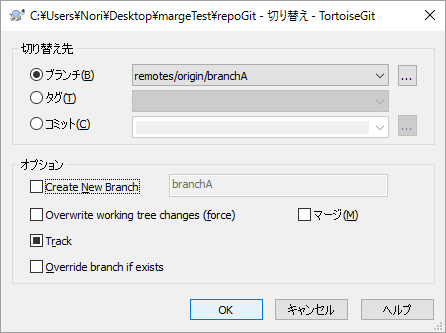 C:¥Users¥Nori¥Desktop¥margeTest¥repoGit - 切り替え - TortoiseGit
切り替え先
ブランチ(B) remotes/origin/branchA ...
タグ(T)
コミット(C) ...
オプション
Create New Branch branchA
Overwrite working tree changes (force) マージ(M)
Track
Override branch if exists
OK キャンセル ヘルプ